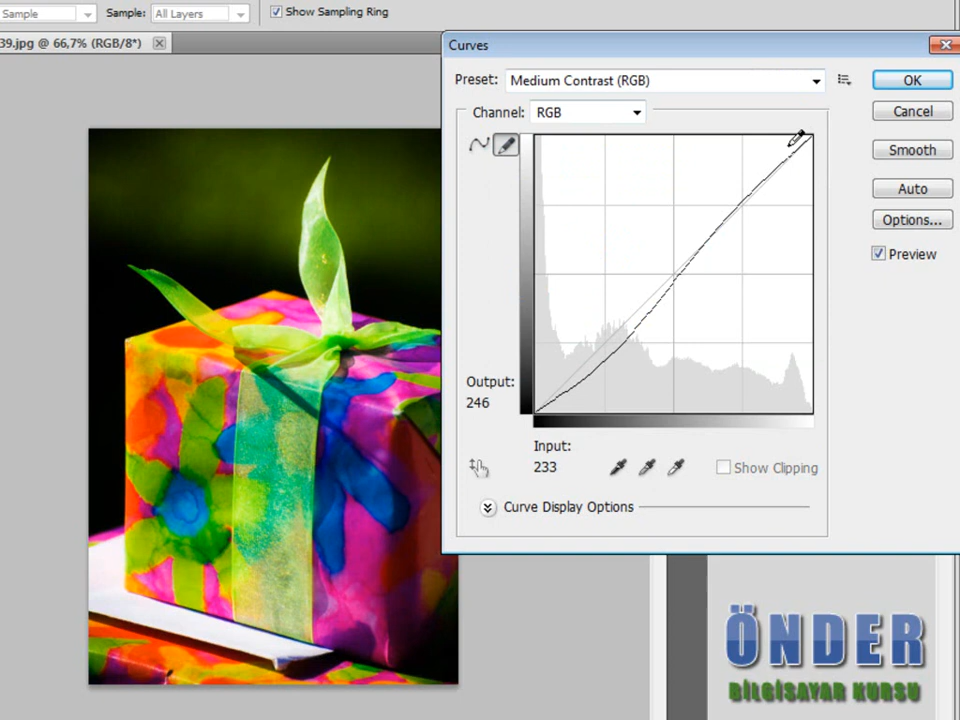 Sample
Sample:
All Layers
Show Sampling Ring
39.jpg @ 66,7% (RGB/8*)
Curves
Preset:
Medium Contrast (RGB)
OK
Channel:
RGB
Cancel
Smooth
Auto
Options...
Preview
Output:
246
Input:
233
Show Clipping
Curve Display Options
ÖNDER
BİLGİSAYAR KURSU